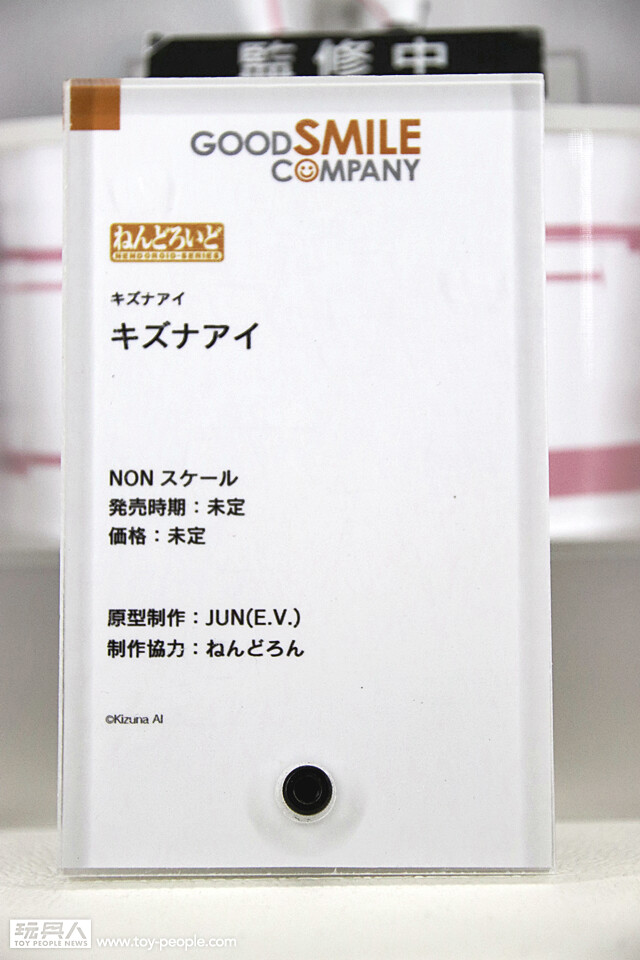 監修中
GOODSMILE
COMPANY
ねんどろいど
NENDOROID-SERIES
キズナアイ
キズナアイ
NON スケール
発売時期：未定
価格：未定
原型制作：JUN(E.V.)
制作協力：ねんどろん
©Kizuna AI
玩具人
TOY PEOPLE NEWS www.toy-people.com